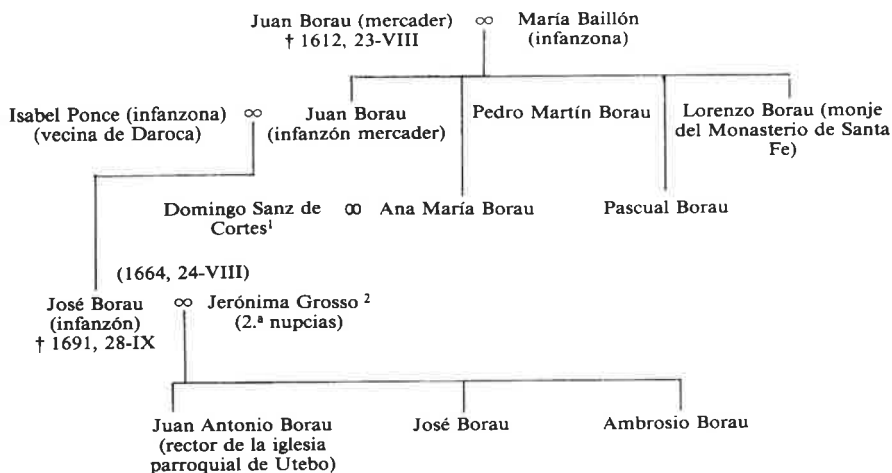 Juan Borau (mercader) ∞ María Baillón
† 1612, 23-VIII (infanzona)
Isabel Ponce (infanzona) ∞ Juan Borau Pedro Martín Borau Lorenzo Borau (monje
(vecina de Daroca) (infanzón mercader) del Monasterio de Santa
Fe)
Domingo Sanz de ∞ Ana María Borau Pascual Borau
Cortes¹
(1664, 24-VIII)
José Borau ∞ Jerónima Grosso ²
(infanzón) (2.ª nupcias)
† 1691, 28-IX
Juan Antonio Borau José Borau Ambrosio Borau
(rector de la iglesia
parroquial de Utebo)